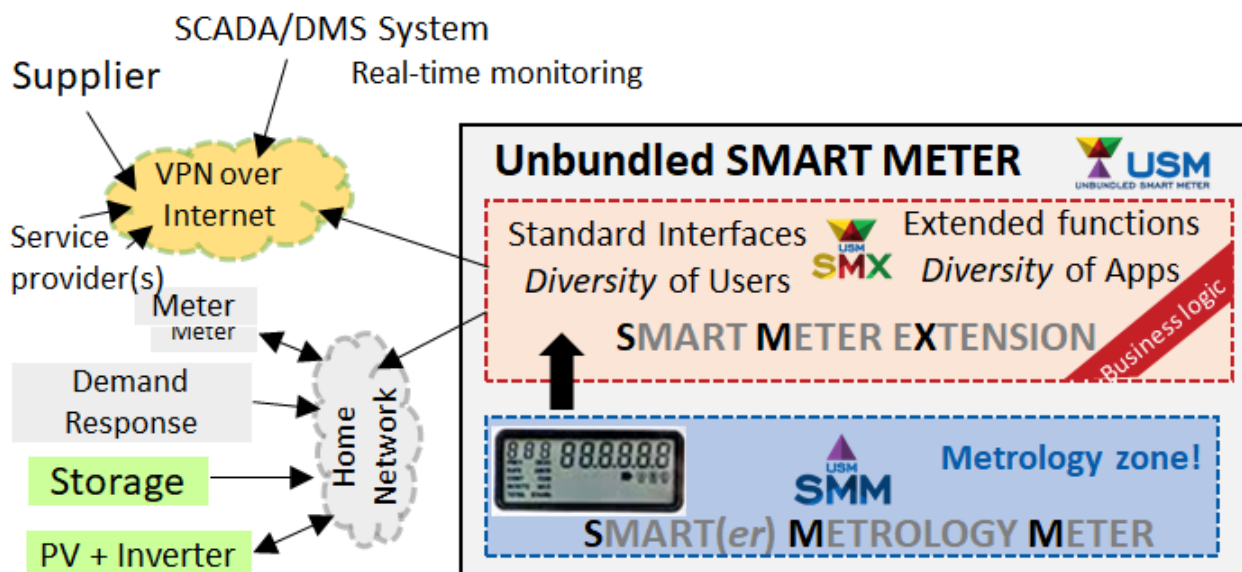 SCADA/DMS System
Real-time monitoring
Supplier
VPN over
Internet
Service
provider(s)
Meter
Meter
Demand
Response
Storage
PV + Inverter
Home
Network
Unbundled SMART METER
USM
UNBUNDLED SMART METER
Standard Interfaces
Diversity of Users
USM
SMX
Extended functions
Diversity of Apps
SMART METER EXTENSION
Business logic
888 888888
USM
SMM
Metrology zone!
SMART(er) METROLOGY METER